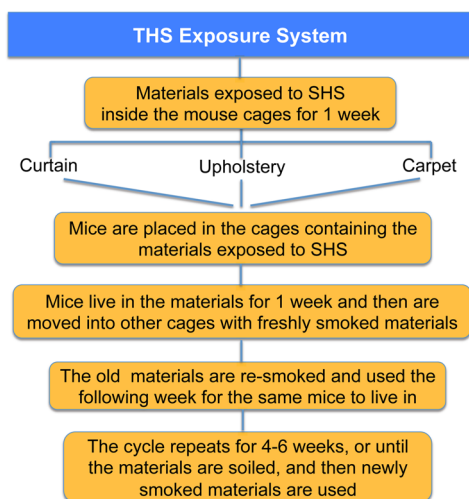 THS Exposure System
Materials exposed to SHS
inside the mouse cages for 1 week
Curtain Upholstery Carpet
Mice are placed in the cages containing the
materials exposed to SHS
Mice live in the materials for 1 week and then are
moved into other cages with freshly smoked materials
The old materials are re-smoked and used the
following week for the same mice to live in
The cycle repeats for 4-6 weeks, or until
the materials are soiled, and then newly
smoked materials are used